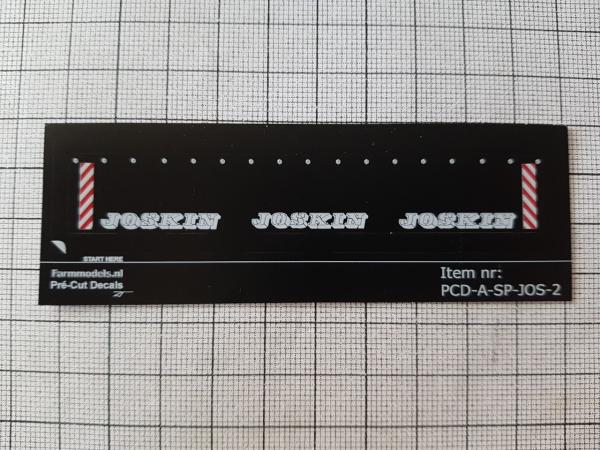 JOSKIN JOSKIN JOSKIN
START HERE
Farmmodels.nl
Pré-Cut Decals
Item nr:
PCD-A-SP-JOS-2